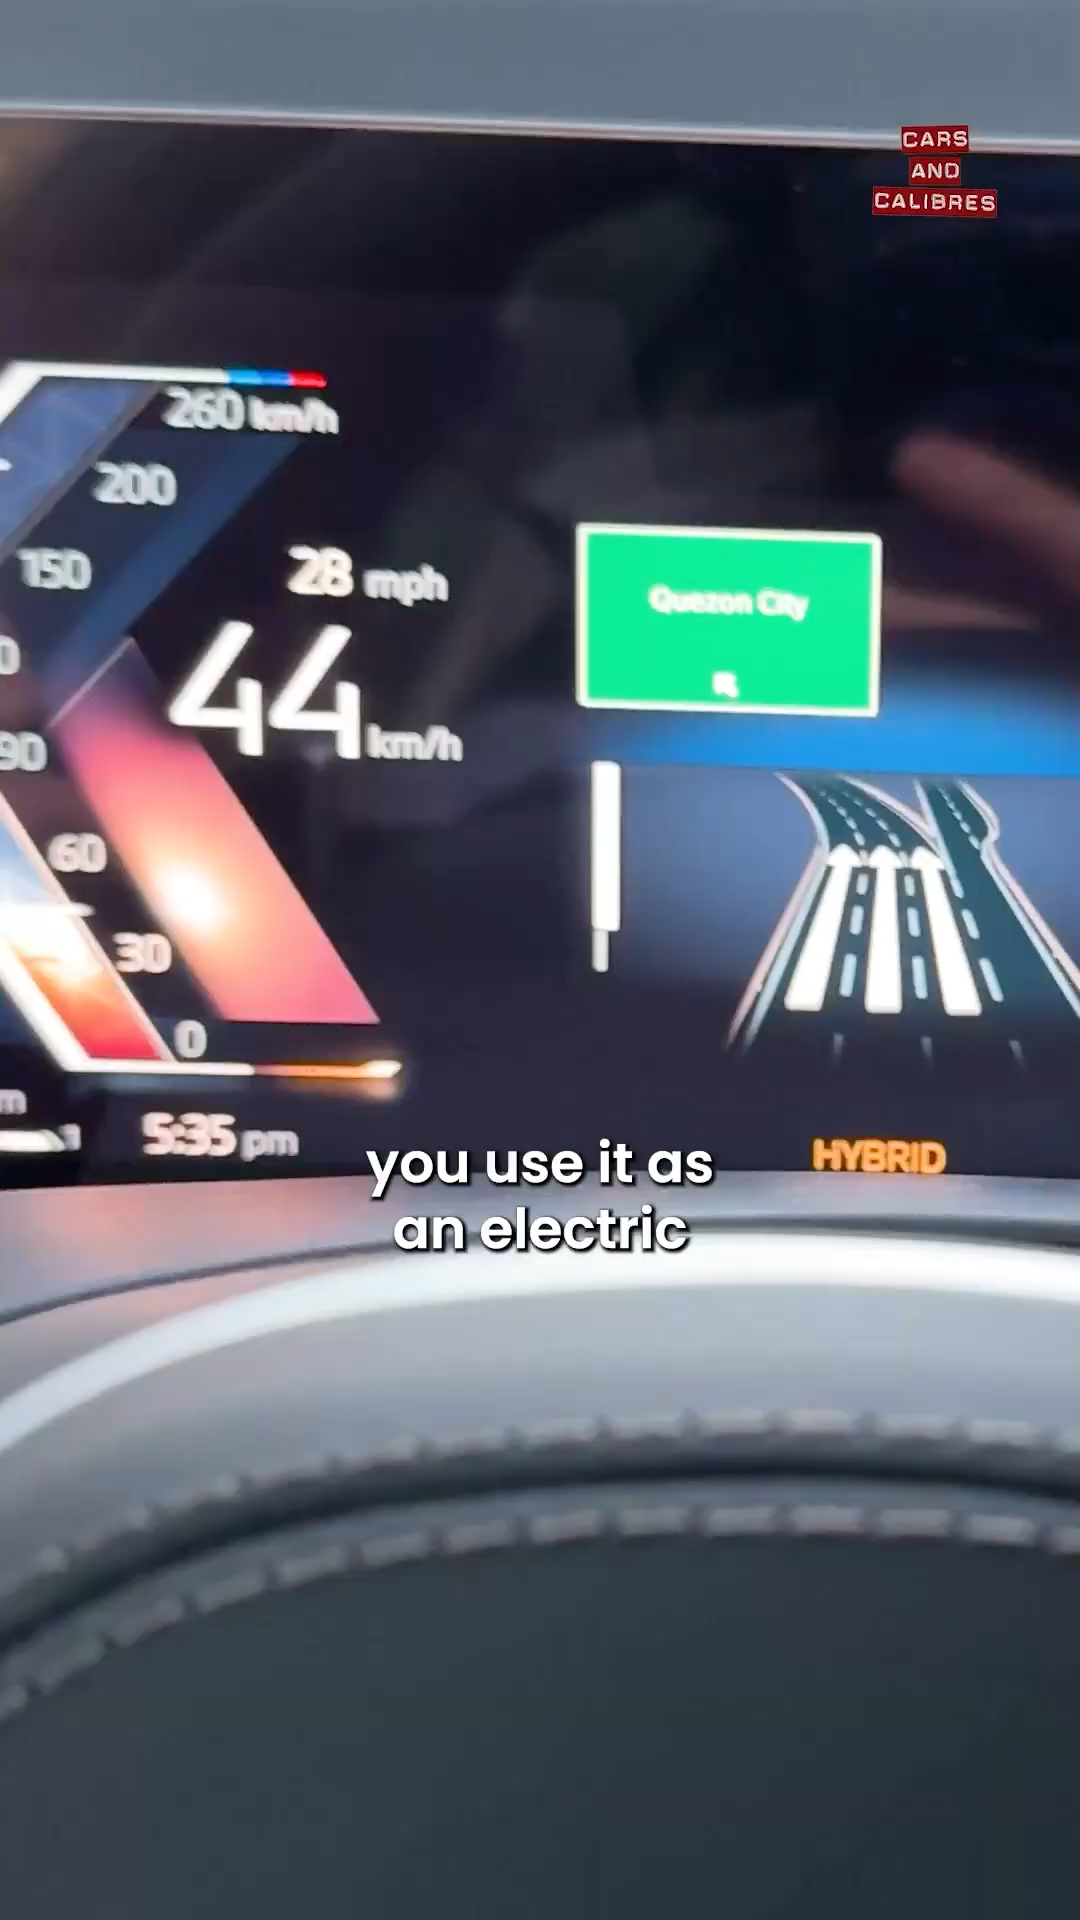 CARS
AND
CALIBRES
260 km/h
200
150
28 mph
44 km/h
90
60
30
0
5:35 pm
Quezon City
HYBRID
you use it as
an electric